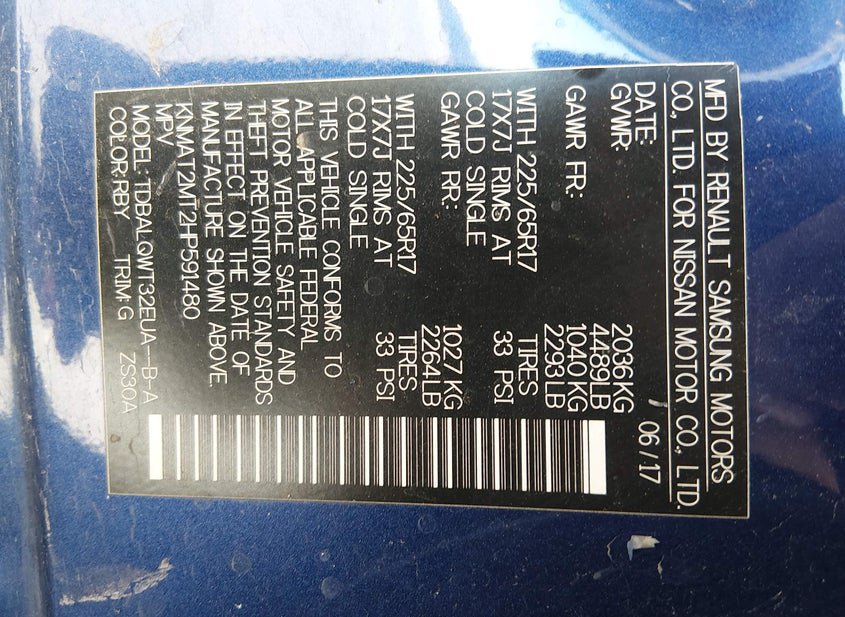 MFD BY RENAULT SAMSUNG MOTORS
CO., LTD. FOR NISSAN MOTOR CO., LTD.
DATE: 06/17
GVWR: 2036KG
4489LB
GAWR FR: 1040KG
2293LB
WITH 225/65R17 TIRES
17X7J RIMS AT 33 PSI
COLD SINGLE
GAWR RR: 1027KG
2264LB
WITH 225/65R17 TIRES
17X7J RIMS AT 33 PSI
COLD SINGLE
THIS VEHICLE CONFORMS TO
ALL APPLICABLE FEDERAL
MOTOR VEHICLE SAFETY AND
THEFT PREVENTION STANDARDS
IN EFFECT ON THE DATE OF
MANUFACTURE SHOWN ABOVE.
KNMAT2MT2HP591480
MPV
MODEL: TDBALQWT32EUA--B-A
COLOR:RBY TRIM:G ZS30A